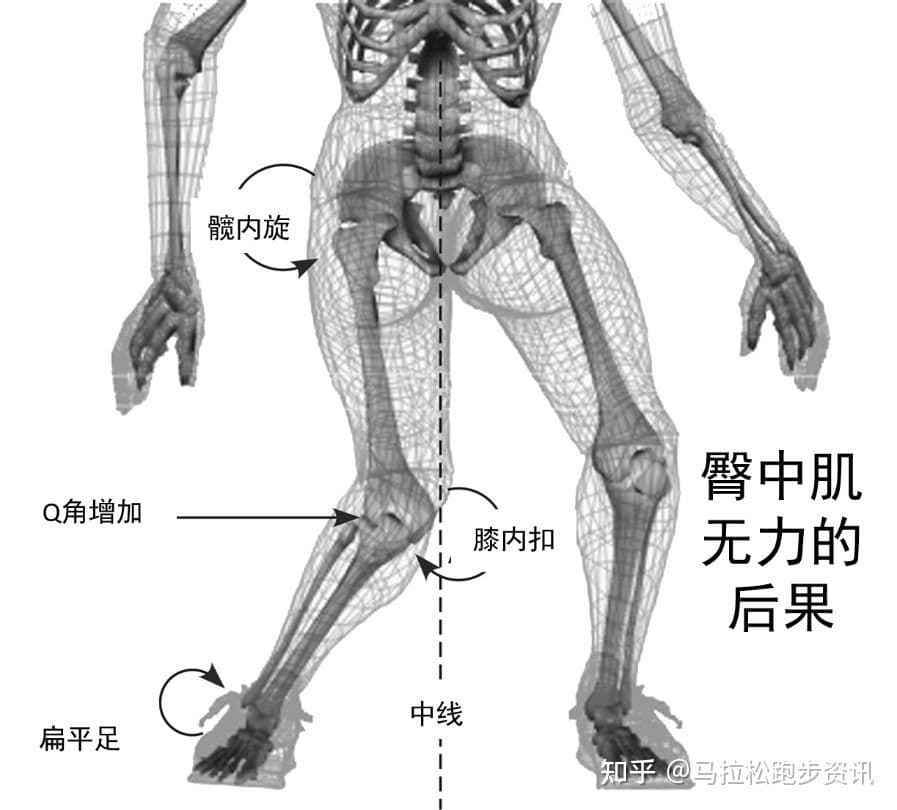 髋内旋
Q角增加
膝内扣
臀中肌
无力的
后果
扁平足
中线
知乎 @马拉松跑步资讯